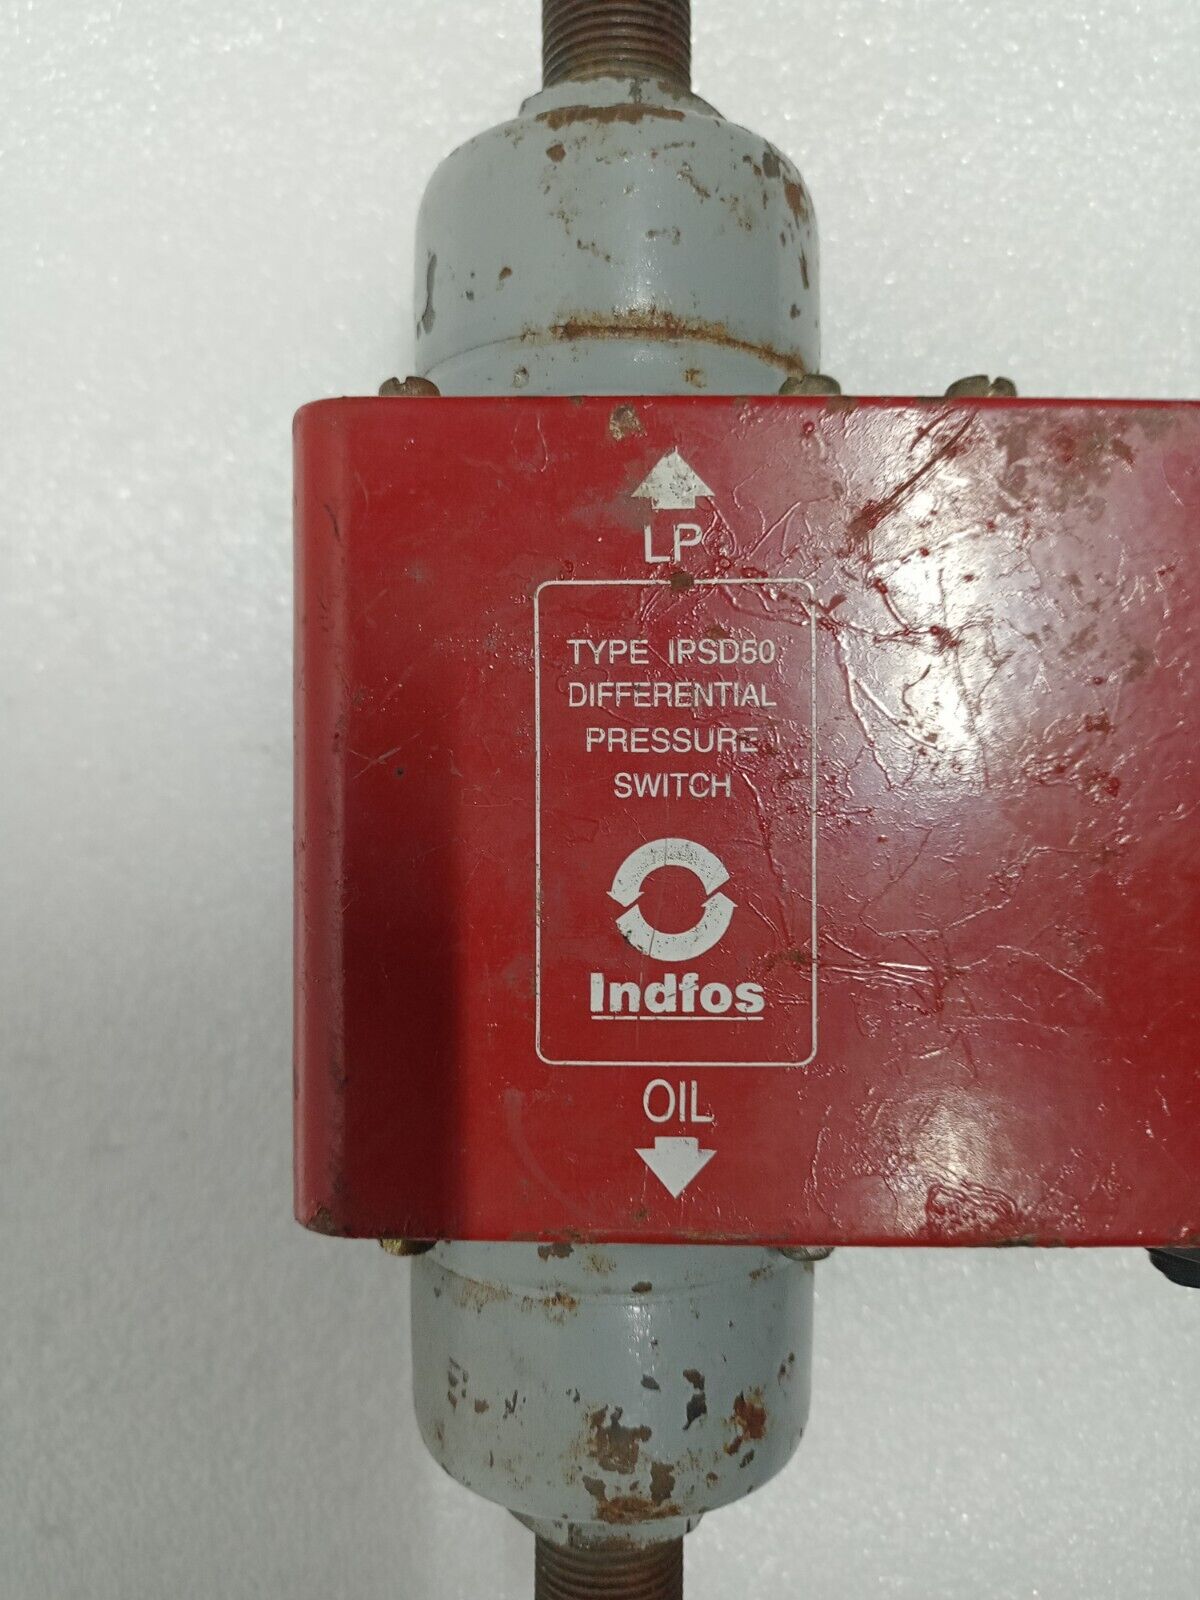 LP
TYPE IPSD50
DIFFERENTIAL
PRESSURE
SWITCH
Indfos
OIL